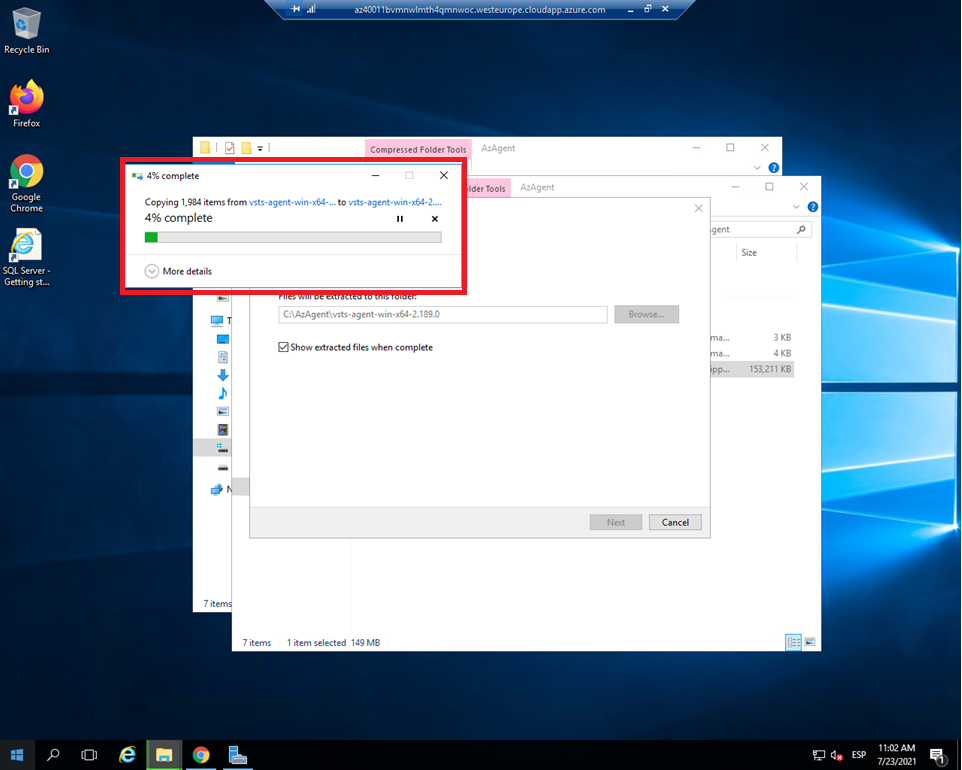 az40011bvmnwlmth4qmnwoc.westeurope.cloudapp.azure.com
Recycle Bin
Firefox
Google
Chrome
SQL Server -
Getting st...
Compressed Folder Tools
AzAgent
4% complete
Copying 1,984 items from vsts-agent-win-x64-... to vsts-agent-win-x64-2....
4% complete
More details
older Tools
AzAgent
gent
Size
Files will be extracted to this folder:
C:\AzAgent\vsts-agent-win-x64-2.189.0
Browse...
Show extracted files when complete
T
ma... 3 KB
ma... 4 KB
ipp... 153,211 KB
N
Next
Cancel
7 items
7 items 1 item selected 149 MB
ESP
11:02 AM
7/23/2021
1